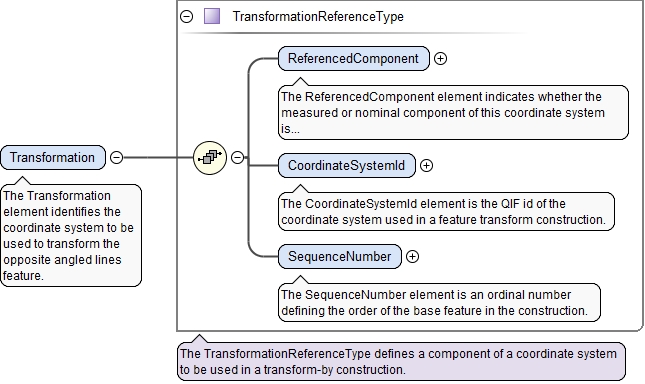 TransformationReferenceType
ReferencedComponent
The ReferencedComponent element indicates whether the
measured or nominal component of this coordinate system
is...
Transformation
The Transformation
element identifies the
coordinate system to be
used to transform the
opposite angled lines
feature.
CoordinateSystemId
The CoordinateSystemId element is the QIF id of the
coordinate system used in a feature transform construction.
SequenceNumber
The SequenceNumber element is an ordinal number
defining the order of the base feature in the construction.
The TransformationReferenceType defines a component of a coordinate system
to be used in a transform-by construction.